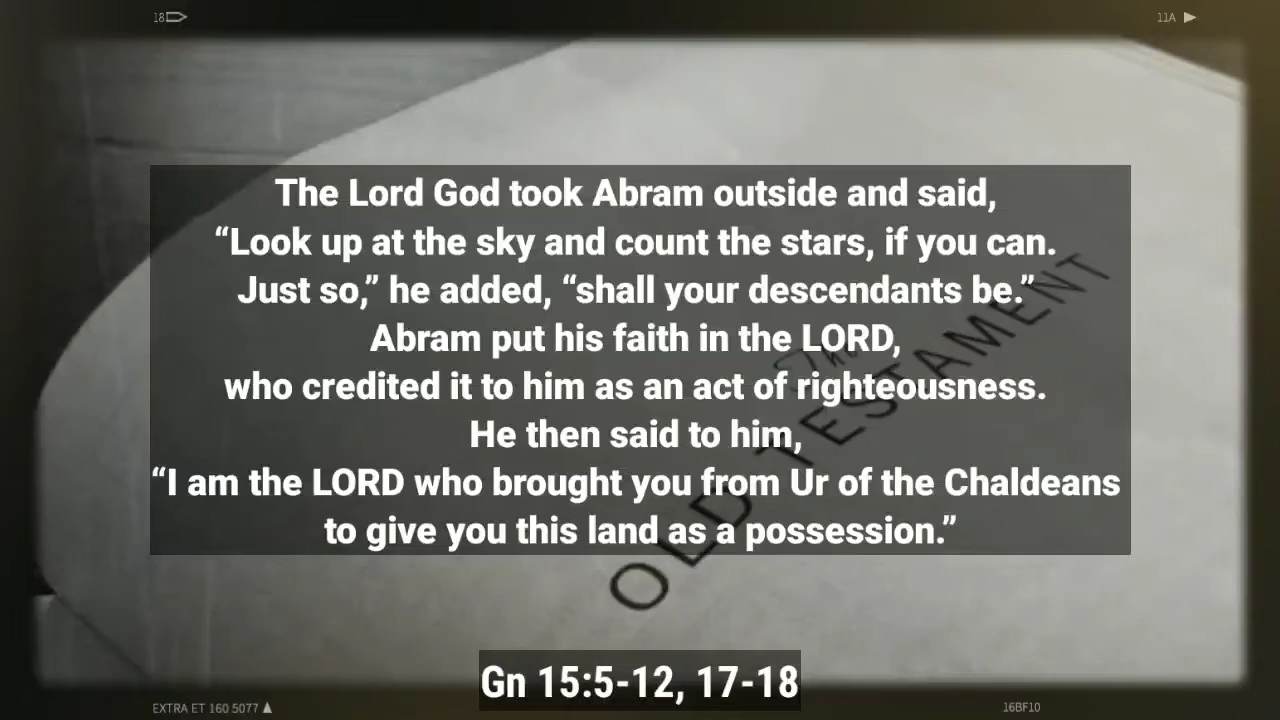 18
11A
The Lord God took Abram outside and said,
“Look up at the sky and count the stars, if you can.
Just so,” he added, “shall your descendants be.”
Abram put his faith in the LORD,
who credited it to him as an act of righteousness.
He then said to him,
“I am the LORD who brought you from Ur of the Chaldeans
to give you this land as a possession.”
The
OLD TESTAMENT
Gn 15:5-12, 17-18
EXTRA ET 160 5077
16BF10